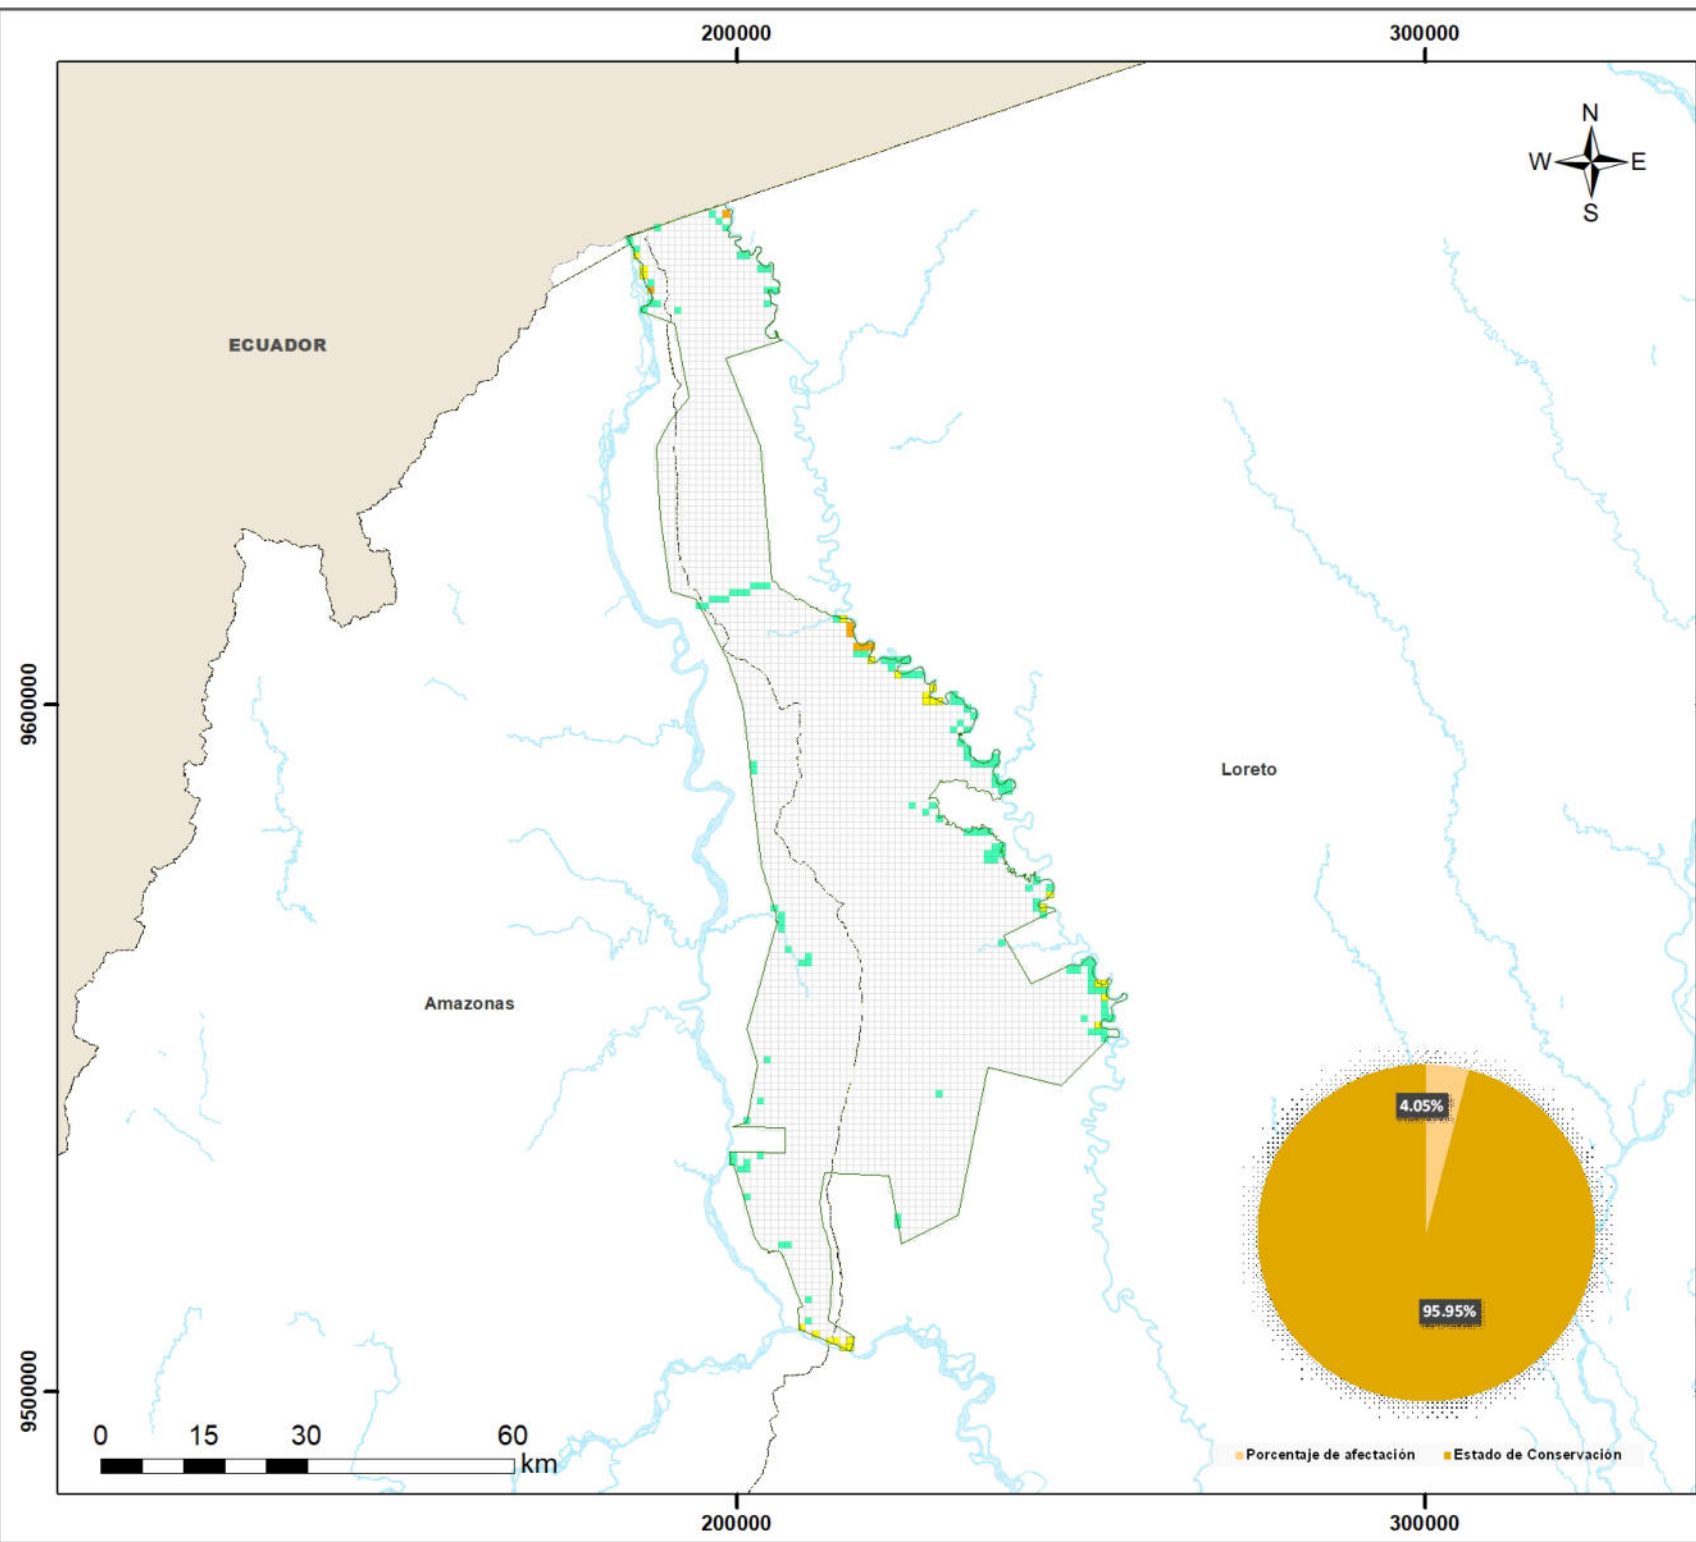 200000 300000
N
W E
S
ECUADOR
9600000
Loreto
Amazonas
4.05%
95.95%
9500000
0 15 30 60
km
Porcentaje de afectación Estado de Conservación
200000 300000